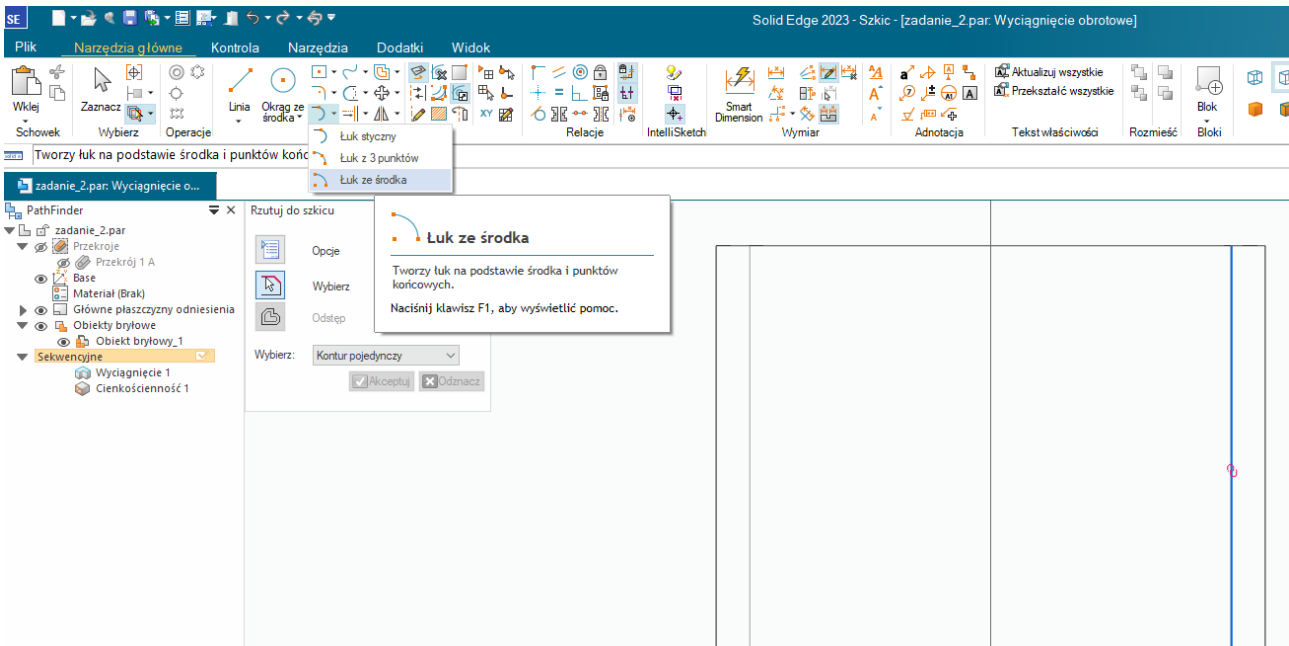 SE
Solid Edge 2023 - Szkic - [zadanie_2.par: Wyciągnięcie obrotowe]
Plik Narzędzia główne Kontrola Narzędzia Dodatki Widok
Wklej
Zaznacz
Linia
Okrąg ze środka
Smart Dimension
Aktualizuj wszystkie
Przekształć wszystkie
Blok
Schowek Wybierz Operacje Relacje IntelliSketch Wymiar Adnotacja Tekst właściwości Rozmieść Bloki
Łuk styczny
Łuk z 3 punktów
Łuk ze środka
Tworzy łuk na podstawie środka i punktów końc
zadanie_2.par: Wyciągnięcie o...
PathFinder
zadanie_2.par
Przekroje
Przekrój 1 A
Base
Materiał (Brak)
Główne płaszczyzny odniesienia
Obiekty bryłowe
Obiekt bryłowy_1
Sekwencyjne
Wyciągnięcie 1
Cienkościenność 1
Rzutuj do szkicu
Opcje
Wybierz
Odstęp
Wybierz: Kontur pojedynczy
Akceptuj Odznacz
Łuk ze środka
Tworzy łuk na podstawie środka i punktów
końcowych.
Naciśnij klawisz F1, aby wyświetlić pomoc.